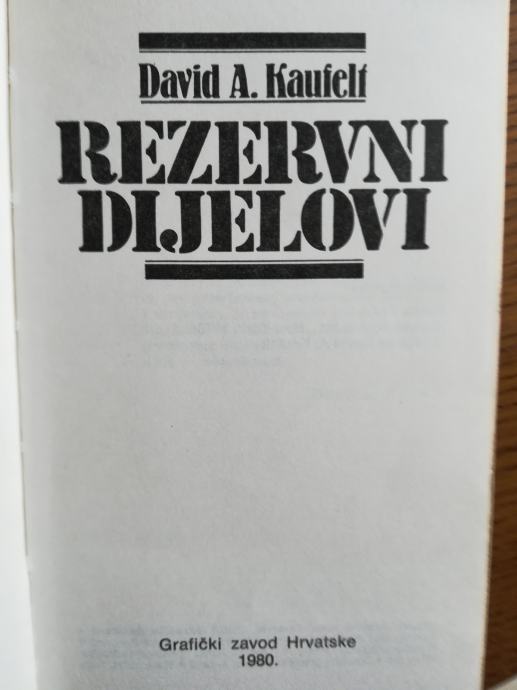 David A. Kaufelt
REZERVNI
DIJELOVI
Grafički zavod Hrvatske
1980.